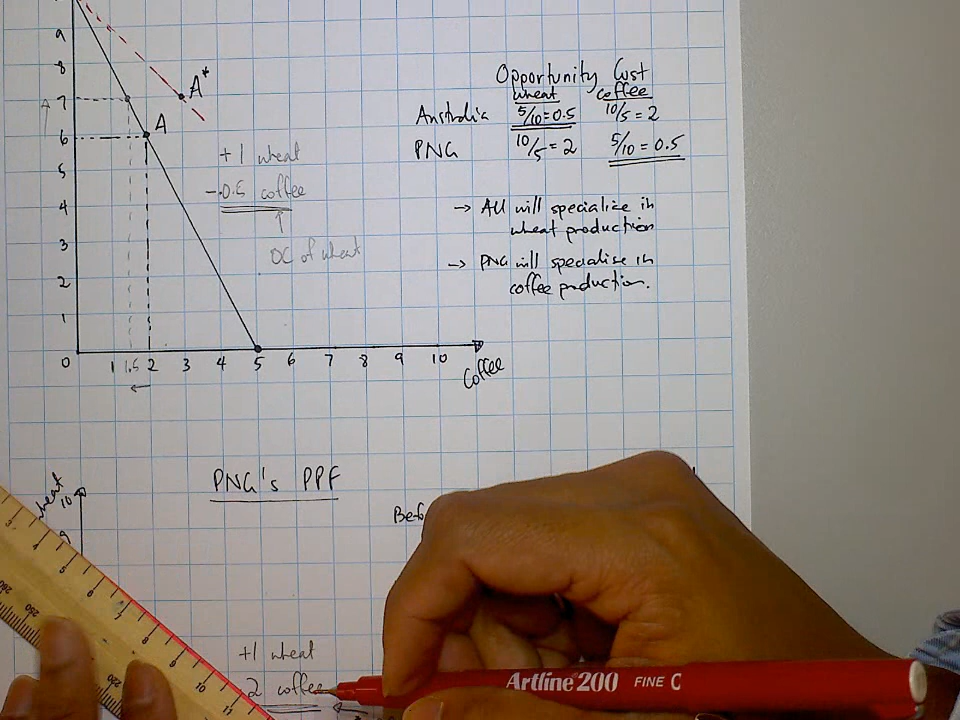 9
8
7
6
5
4
3
2
1
0
A*
A
+1 wheat
-0.5 coffee
OC of wheat
1 1.5 2 3 4 5 6 7 8 9 10
Coffee
Opportunity Cost
wheat coffee
Australia 5/10 = 0.5 10/5 = 2
PNG 10/5 = 2 5/10 = 0.5
→ AU will specialize in
wheat production
→ PNG will specialise in
coffee production.
PNG's PPF
10
9
+1 wheat
2 coffee
Artline 200 FINE